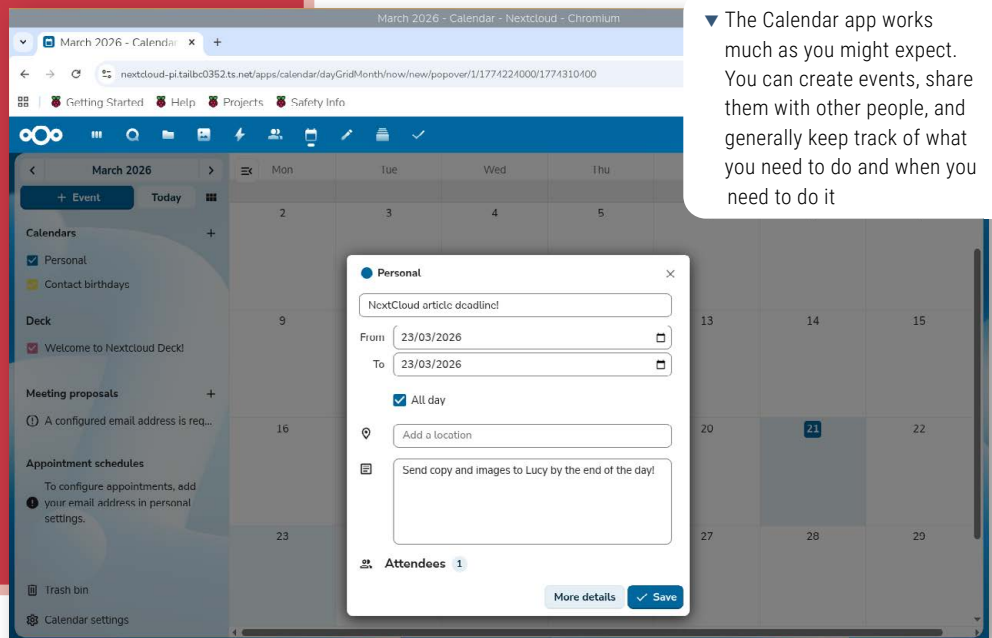 March 2026 - Calendar - Nextcloud - Chromium
March 2026 - Calendar
nextcloud-pi.tailbc0352.ts.net/apps/calendar/dayGridMonth/now/new/popover/1/1774224000/1774310400
Getting Started Help Projects Safety Info
▼ The Calendar app works
much as you might expect.
You can create events, share
them with other people, and
generally keep track of what
you need to do and when you
need to do it
March 2026
Mon Tue Wed Thu
+ Event Today
2 3 4 5
Calendars +
Personal
Contact birthdays
Deck
Welcome to Nextcloud Deck!
Meeting proposals +
A configured email address is req...
Appointment schedules
To configure appointments, add
your email address in personal
settings.
Trash bin
Calendar settings
Personal
NextCloud article deadline!
From 23/03/2026
To 23/03/2026
All day
Add a location
Send copy and images to Lucy by the end of the day!
Attendees 1
More details Save
9 13 14 15
16 20 21 22
23 27 28 29